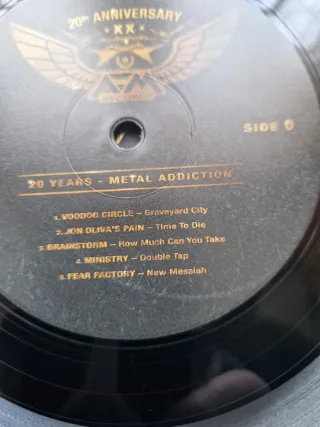 20th ANNIVERSARY
XX
SIDE
20 YEARS - METAL ADDICTION
1. VOODOO CIRCLE – Graveyard City
2. JON OLIVA'S PAIN – Time To Die
3. BRAINSTORM – How Much Can You Take
4. MINISTRY – Double Tap
5. FEAR FACTORY – New Messiah